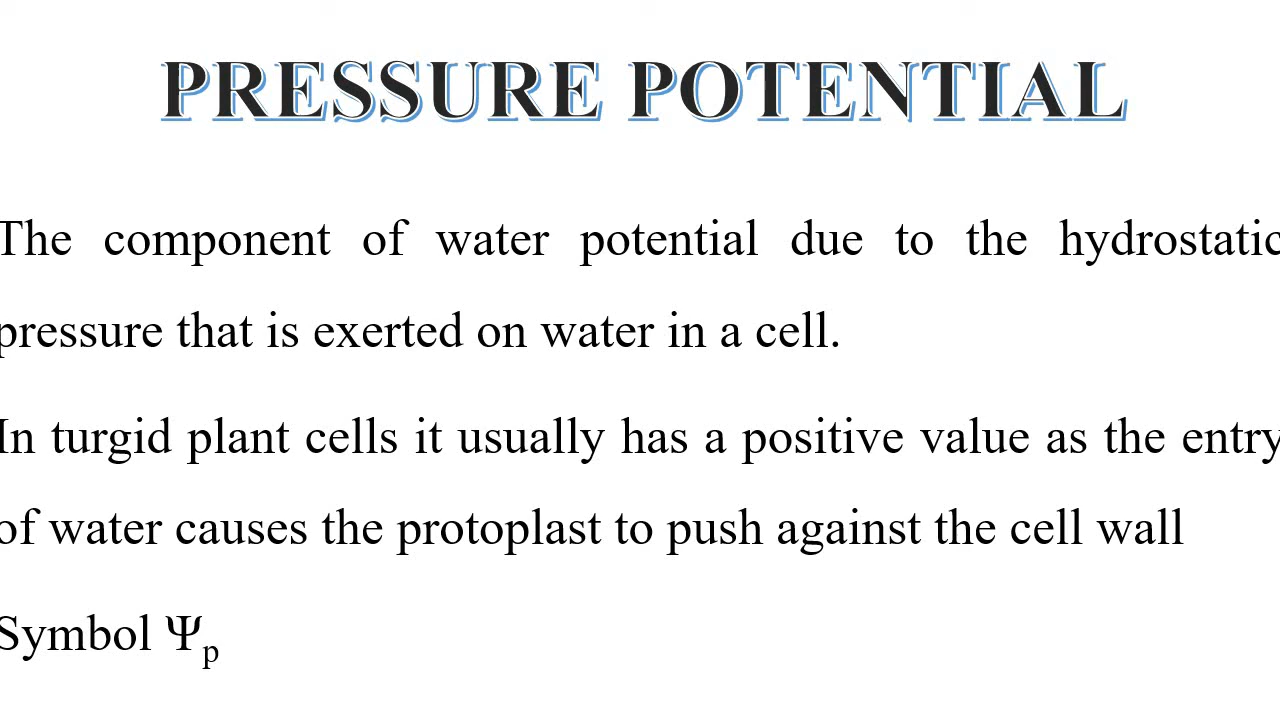 PRESSURE POTENTIAL
The component of water potential due to the hydrostatic
pressure that is exerted on water in a cell.
In turgid plant cells it usually has a positive value as the entry
of water causes the protoplast to push against the cell wall
Symbol Ψp